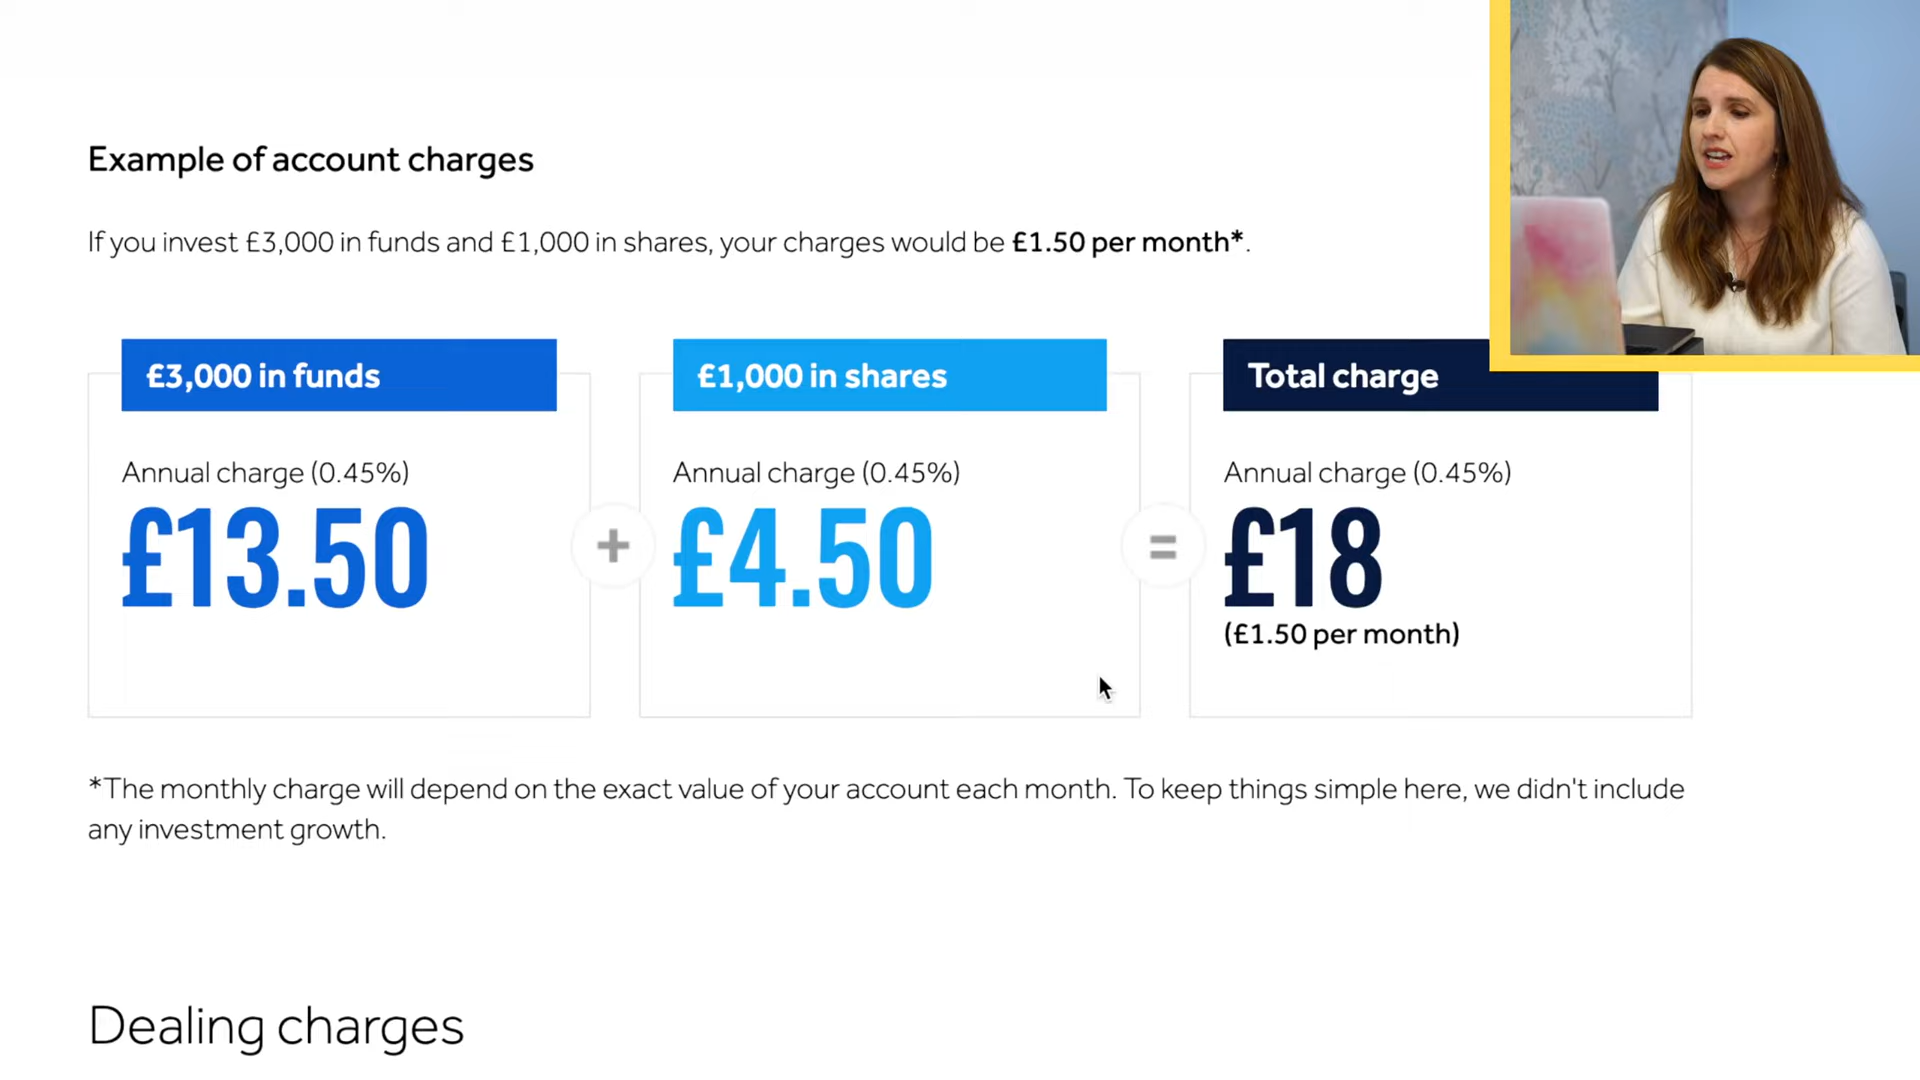 Example of account charges
If you invest £3,000 in funds and £1,000 in shares, your charges would be £1.50 per month*.
£3,000 in funds
Annual charge (0.45%)
£13.50
+
£1,000 in shares
Annual charge (0.45%)
£4.50
=
Total charge
Annual charge (0.45%)
£18
(£1.50 per month)
*The monthly charge will depend on the exact value of your account each month. To keep things simple here, we didn't include
any investment growth.
Dealing charges